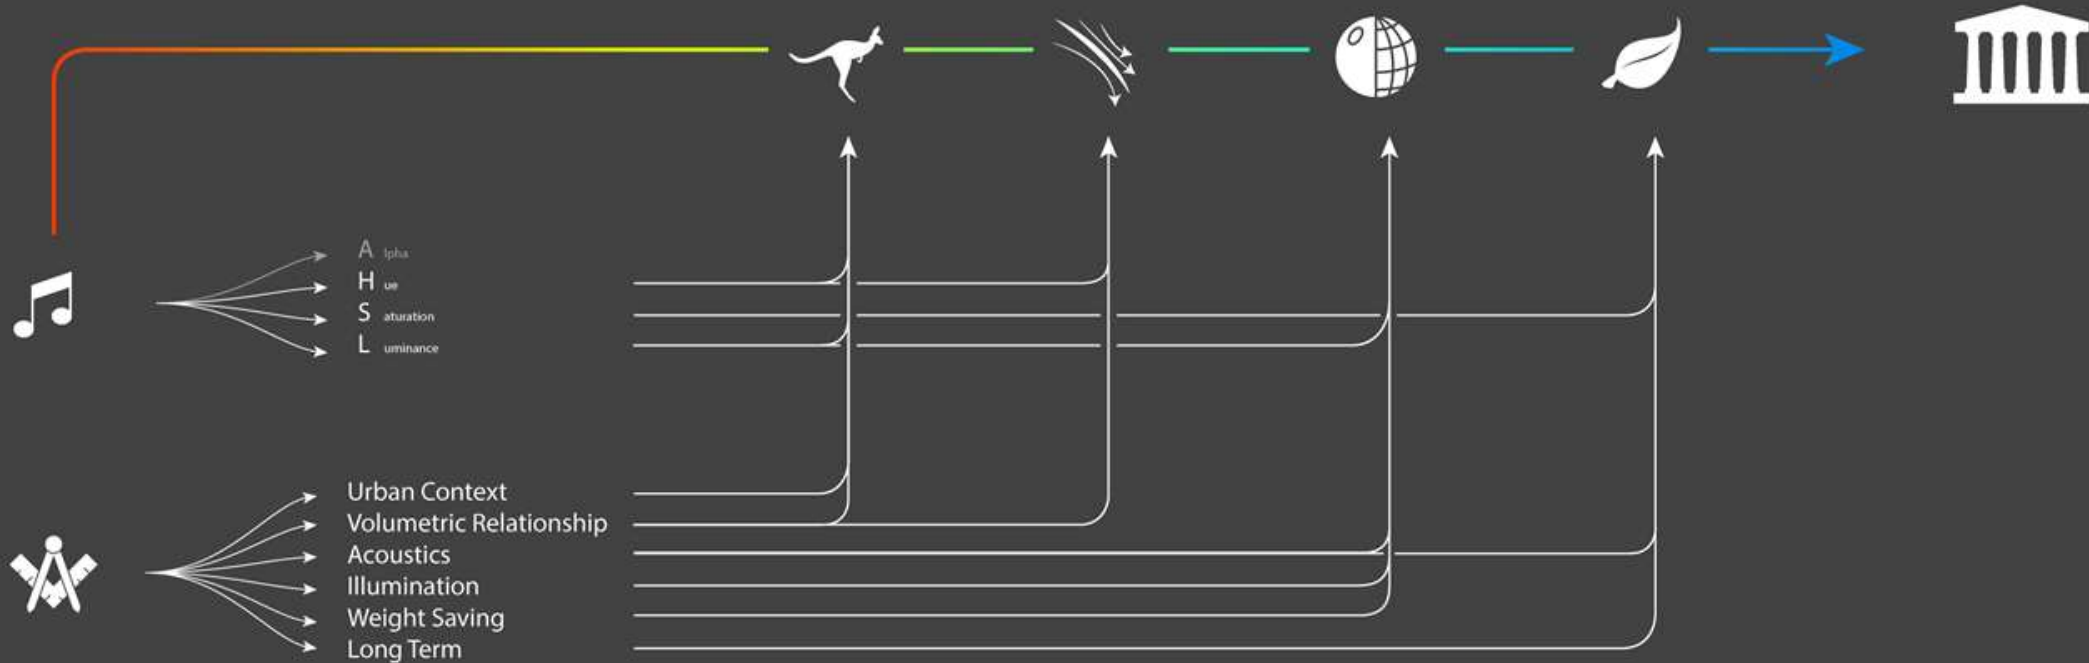 A lpha
H ue
S aturation
L uminance
Urban Context
Volumetric Relationship
Acoustics
Illumination
Weight Saving
Long Term